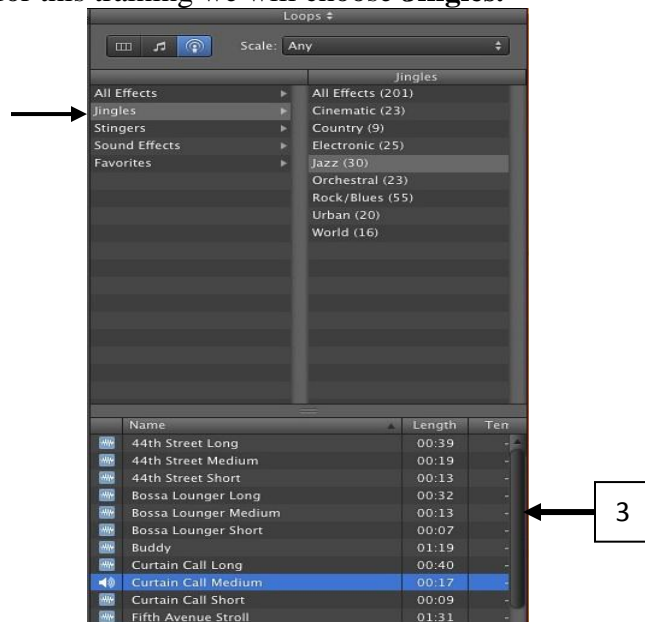 for this training we will choose Jingles.
Loops
Scale: Any
Jingles
All Effects
All Effects (201)
Jingles
Cinematic (23)
Stingers
Country (9)
Sound Effects
Electronic (25)
Favorites
Jazz (30)
Orchestral (23)
Rock/Blues (55)
Urban (20)
World (16)
Name Length Tem
44th Street Long 00:39 -
44th Street Medium 00:19 -
44th Street Short 00:13 -
Bossa Lounger Long 00:32 -
Bossa Lounger Medium 00:13 -
Bossa Lounger Short 00:07 -
Buddy 01:19 -
Curtain Call Long 00:40 -
Curtain Call Medium 00:17 -
Curtain Call Short 00:09 -
Fifth Avenue Stroll 01:31 -
3